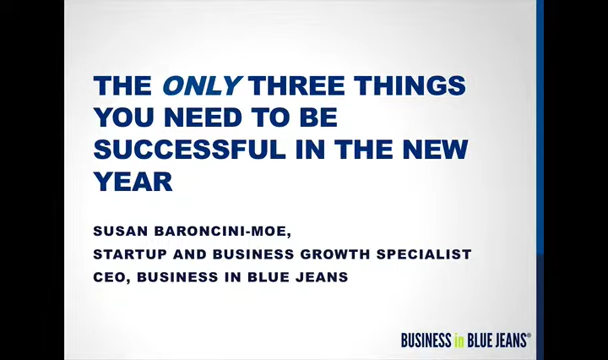 THE ONLY THREE THINGS
YOU NEED TO BE
SUCCESSFUL IN THE NEW
YEAR
SUSAN BARONCINI-MOE,
STARTUP AND BUSINESS GROWTH SPECIALIST
CEO, BUSINESS IN BLUE JEANS
BUSINESS in BLUE JEANS®